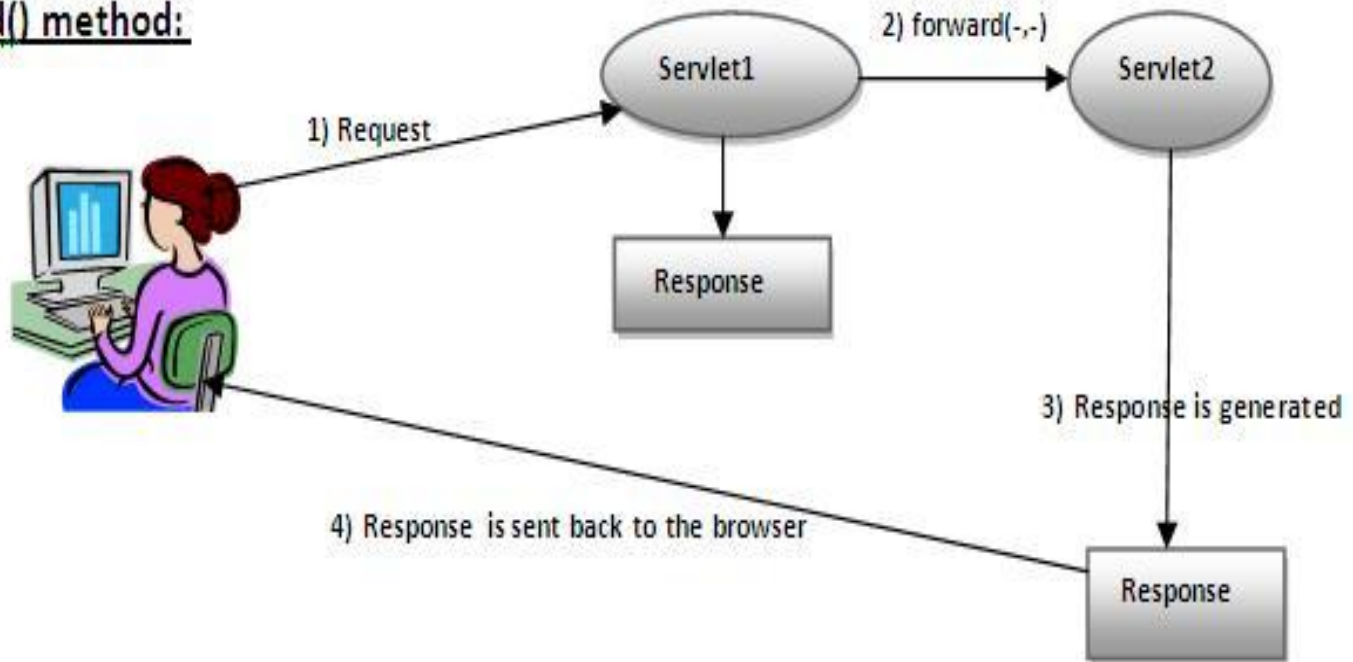 () method:
2) forward(-,-)
Servlet1
Servlet2
1) Request
Response
3) Response is generated
4) Response is sent back to the browser
Response